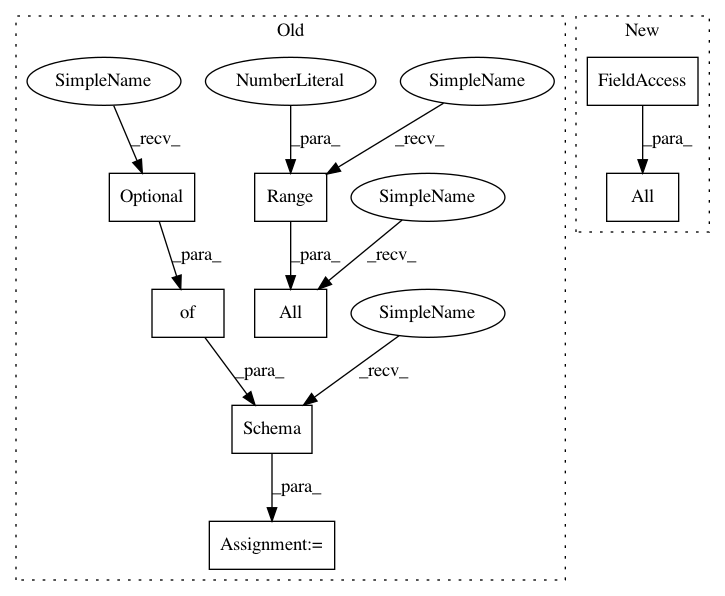 Old
New
SimpleName
NumberLiteral
SimpleName
FieldAccess
_recv_
_para_
_recv_
_para_
Optional
Range
SimpleName
All
_para_
_para_
_recv_
of
All
SimpleName
_para_
_recv_
Schema
_para_
Assignment:=